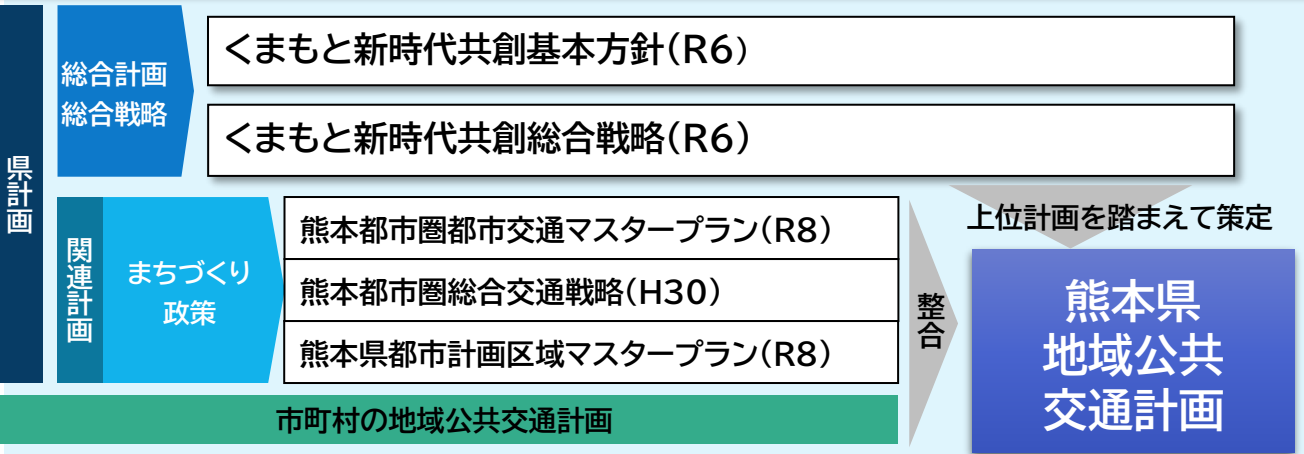 県計画
総合計画
総合戦略
くまもと新時代共創基本方針(R6)
くまもと新時代共創総合戦略(R6)
関連計画
まちづくり
政策
熊本都市圏都市交通マスタープラン(R8)
熊本都市圏総合交通戦略(H30)
熊本県都市計画区域マスタープラン(R8)
市町村の地域公共交通計画
整合
上位計画を踏まえて策定
熊本県
地域公共
交通計画